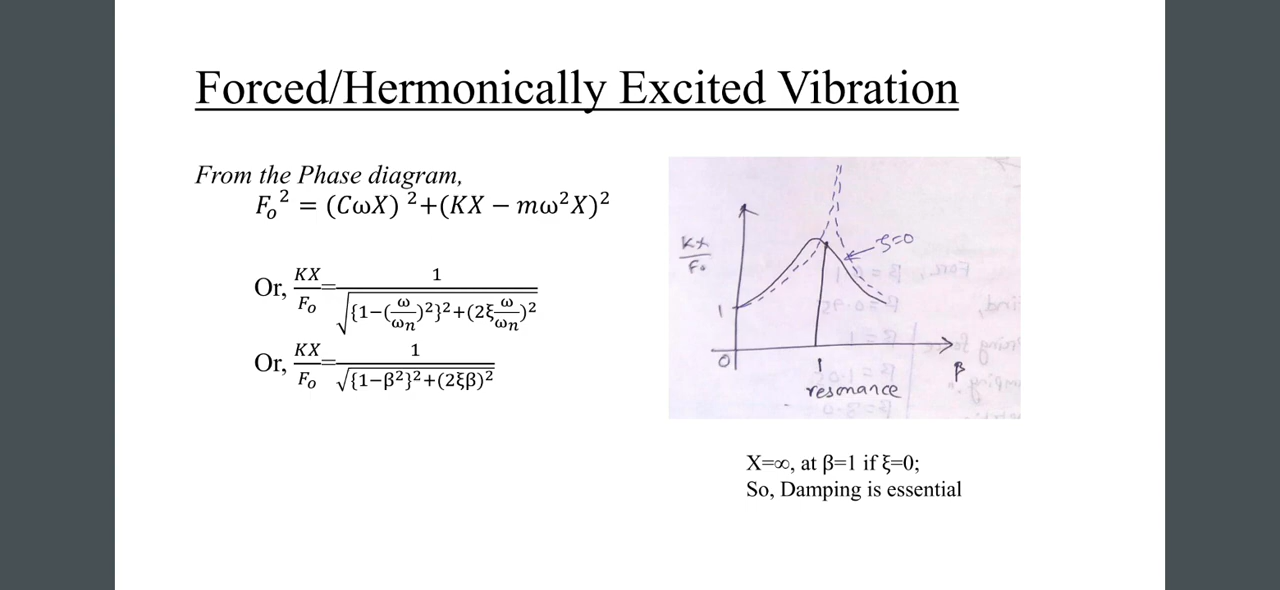 Forced/Hermonically Excited Vibration
From the Phase diagram,
Fₒ² = (CωX) ²+(KX − mω²X)²
Or, KX/Fₒ = 1/√({1−(ω/ωn)²}²+(2ξ ω/ωn)²)
Or, KX/Fₒ = 1/√({1−β²}²+(2ξβ)²)
KX/F₀
ξ=0
1
0
1
β
resonance
X=∞, at β=1 if ξ=0;
So, Damping is essential